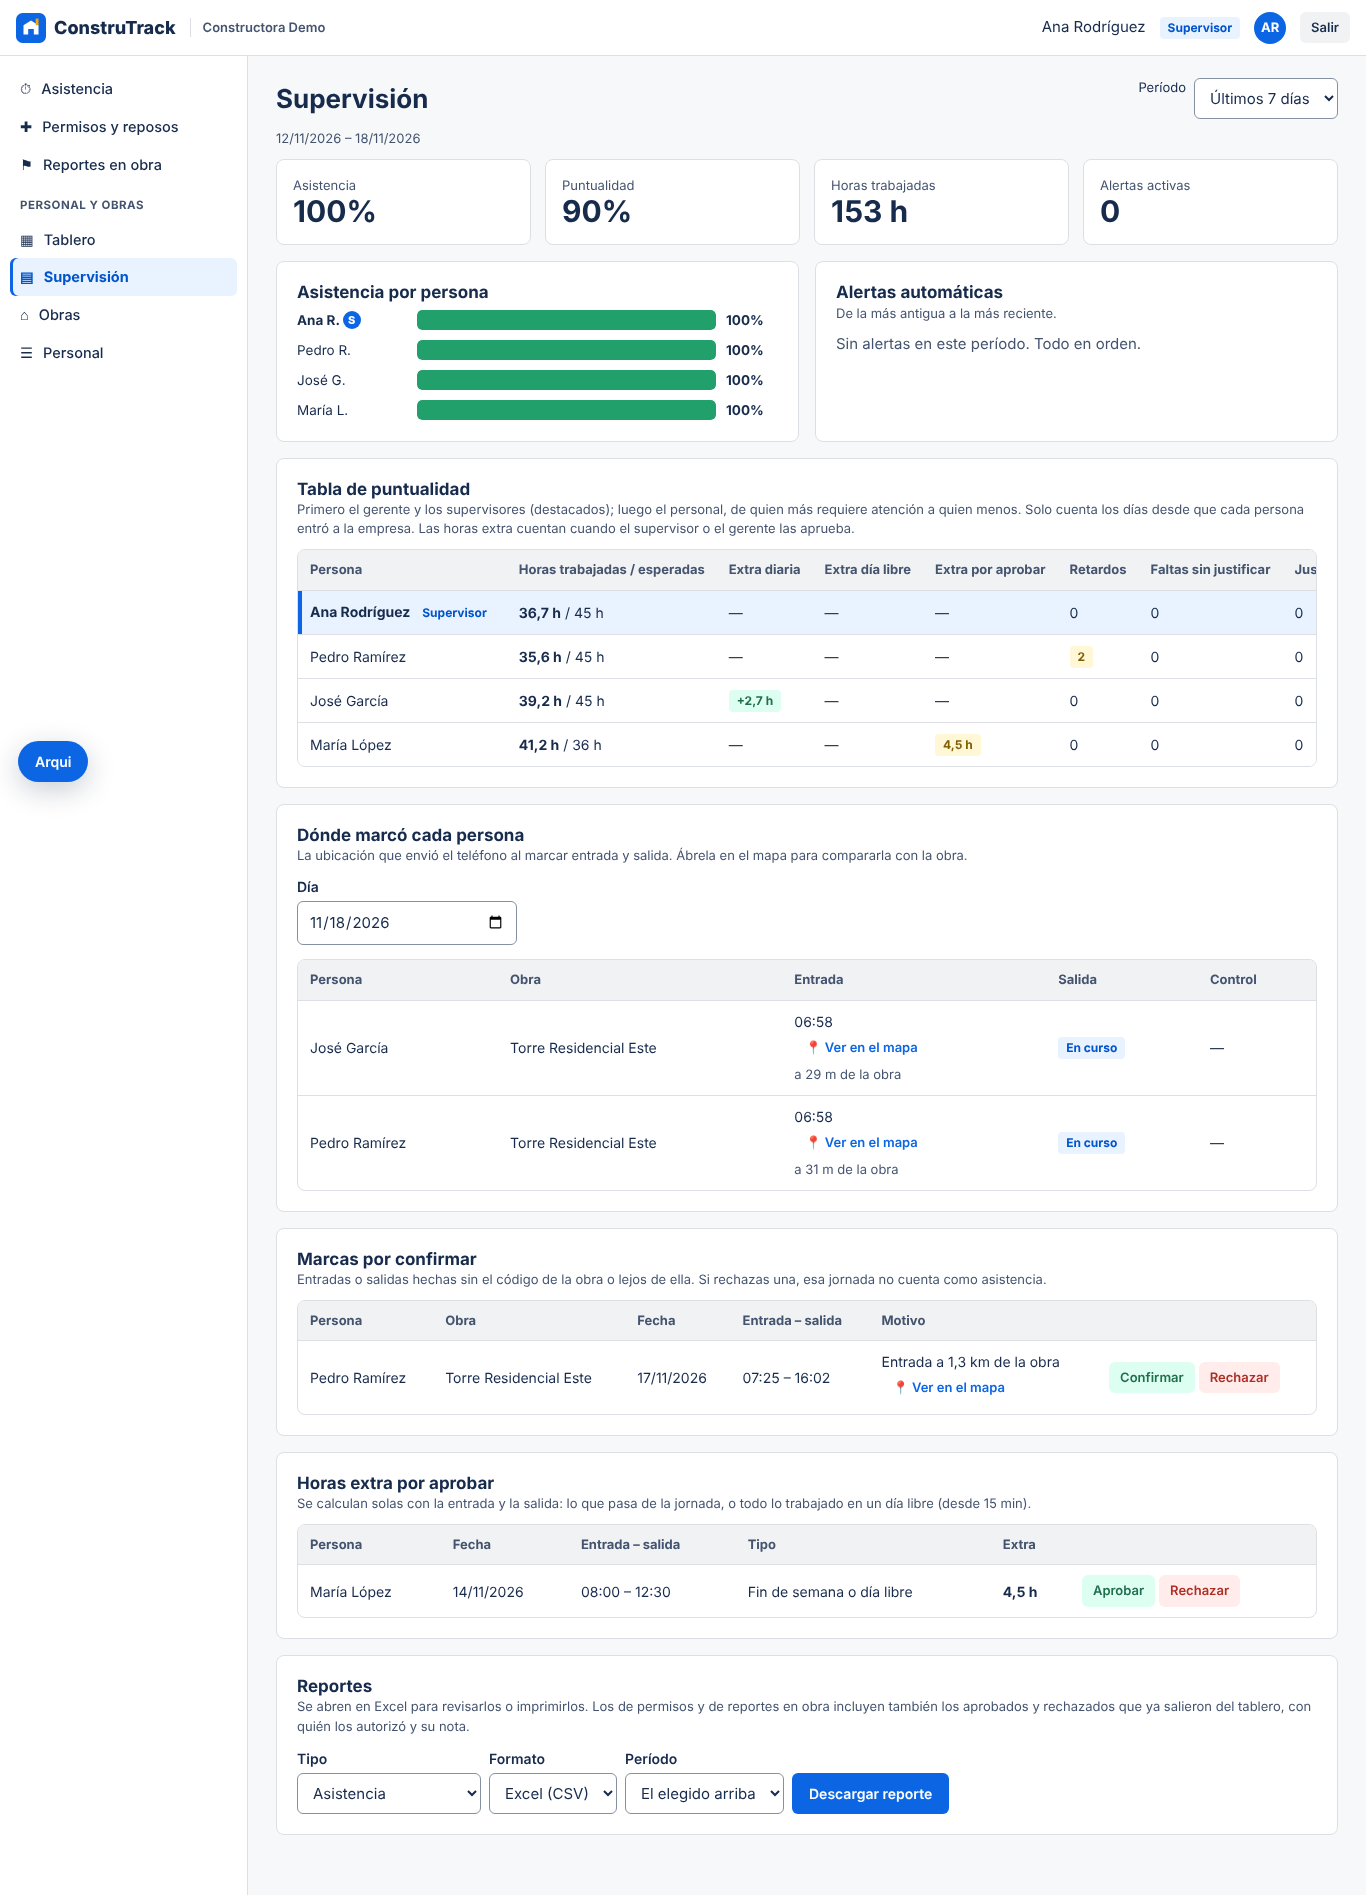 ConstruTrack
Constructora Demo
Ana Rodríguez
Supervisor
AR
Salir
Asistencia
Permisos y reposos
Reportes en obra
PERSONAL Y OBRAS
Tablero
Supervisión
Obras
Personal
Arqui
Supervisión
Período
Últimos 7 días
12/11/2026 – 18/11/2026
Asistencia
100%
Puntualidad
90%
Horas trabajadas
153 h
Alertas activas
0
Asistencia por persona
Ana R. S 100%
Pedro R. 100%
José G. 100%
María L. 100%
Alertas automáticas
De la más antigua a la más reciente.
Sin alertas en este período. Todo en orden.
Tabla de puntualidad
Primero el gerente y los supervisores (destacados); luego el personal, de quien más requiere atención a quien menos. Solo cuenta los días desde que cada persona
entró a la empresa. Las horas extra cuentan cuando el supervisor o el gerente las aprueba.
Persona Horas trabajadas / esperadas Extra diaria Extra día libre Extra por aprobar Retardos Faltas sin justificar Jus
Ana Rodríguez Supervisor 36,7 h / 45 h — — — 0 0 0
Pedro Ramírez 35,6 h / 45 h — — — 2 0 0
José García 39,2 h / 45 h +2,7 h — — 0 0 0
María López 41,2 h / 36 h — — 4,5 h 0 0 0
Dónde marcó cada persona
La ubicación que envió el teléfono al marcar entrada y salida. Ábrela en el mapa para compararla con la obra.
Día
11/18/2026
Persona Obra Entrada Salida Control
06:58
José García Torre Residencial Este 📍 Ver en el mapa En curso —
a 29 m de la obra
06:58
Pedro Ramírez Torre Residencial Este 📍 Ver en el mapa En curso —
a 31 m de la obra
Marcas por confirmar
Entradas o salidas hechas sin el código de la obra o lejos de ella. Si rechazas una, esa jornada no cuenta como asistencia.
Persona Obra Fecha Entrada – salida Motivo
Pedro Ramírez Torre Residencial Este 17/11/2026 07:25 – 16:02 Entrada a 1,3 km de la obra
📍 Ver en el mapa
Confirmar Rechazar
Horas extra por aprobar
Se calculan solas con la entrada y la salida: lo que pasa de la jornada, o todo lo trabajado en un día libre (desde 15 min).
Persona Fecha Entrada – salida Tipo Extra
María López 14/11/2026 08:00 – 12:30 Fin de semana o día libre 4,5 h Aprobar Rechazar
Reportes
Se abren en Excel para revisarlos o imprimirlos. Los de permisos y de reportes en obra incluyen también los aprobados y rechazados que ya salieron del tablero, con
quién los autorizó y su nota.
Tipo Formato Período
Asistencia Excel (CSV) El elegido arriba Descargar reporte